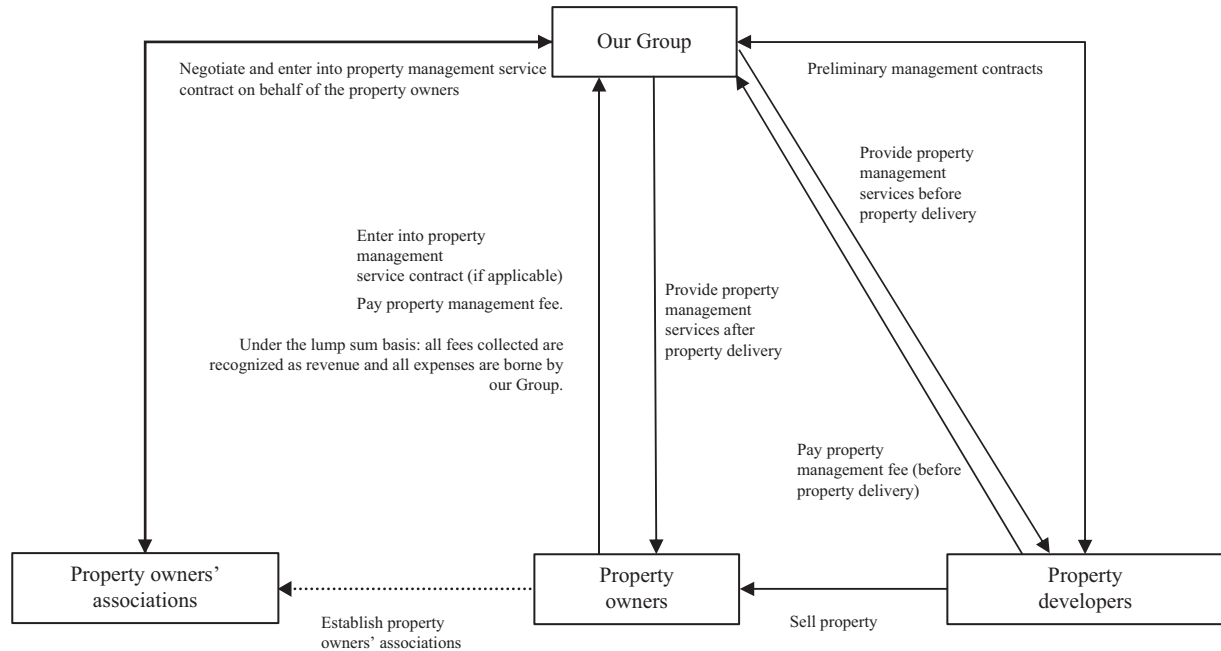 Our Group
Negotiate and enter into property management service
contract on behalf of the property owners
Preliminary management contracts
Provide property
management
services before
property delivery
Enter into property
management
service contract (if applicable)
Pay property management fee.
Under the lump sum basis: all fees collected are
recognized as revenue and all expenses are borne by
our Group.
Provide property
management
services after
property delivery
Pay property
management fee (before
property delivery)
Property owners’
associations
Property
owners
Property
developers
Establish property
owners’ associations
Sell property